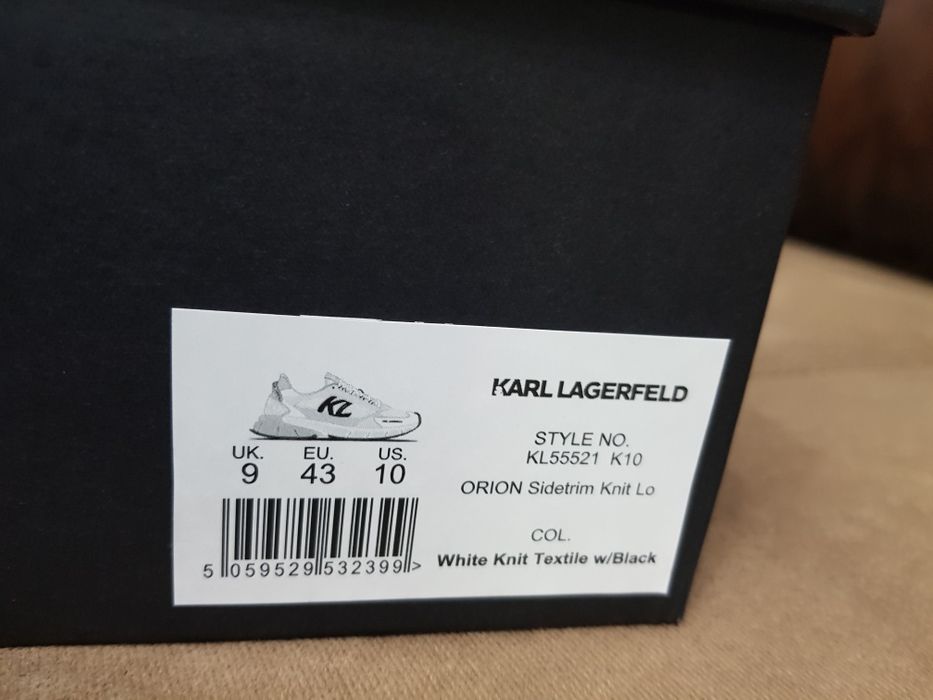 KL
KARL LAGERFELD
UK. EU. US.
9 43 10
STYLE NO.
KL55521 K10
ORION Sidetrim Knit Lo
COL.
White Knit Textile w/Black
5 059529 532399 >